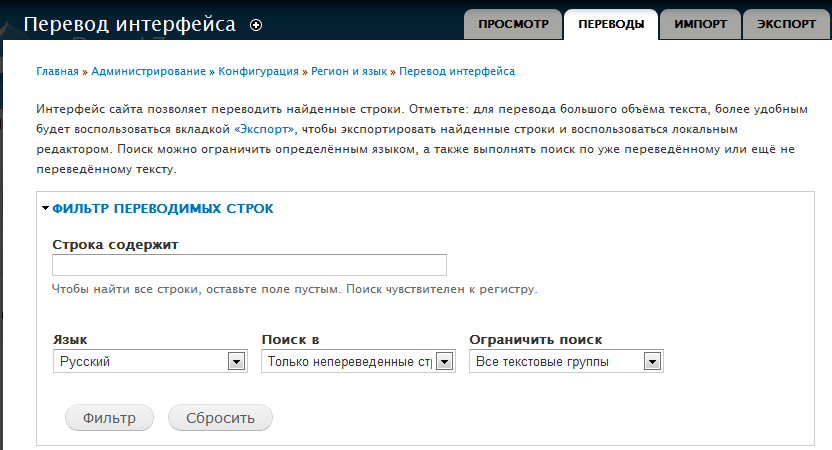 Перевод интерфейса
ПРОСМОТР
ПЕРЕВОДЫ
ИМПОРТ
ЭКСПОРТ
Главная » Администрирование » Конфигурация » Регион и язык » Перевод интерфейса
Интерфейс сайта позволяет переводить найденные строки. Отметьте: для перевода большого объёма текста, более удобным
будет воспользоваться вкладкой «Экспорт», чтобы экспортировать найденные строки и воспользоваться локальным
редактором. Поиск можно ограничить определённым языком, а также выполнять поиск по уже переведённому или ещё не
переведённому тексту.
ФИЛЬТР ПЕРЕВОДИМЫХ СТРОК
Строка содержит
Чтобы найти все строки, оставьте поле пустым. Поиск чувствителен к регистру.
Язык
Поиск в
Ограничить поиск
Русский
Только непереведенные стр
Все текстовые группы
Фильтр
Сбросить